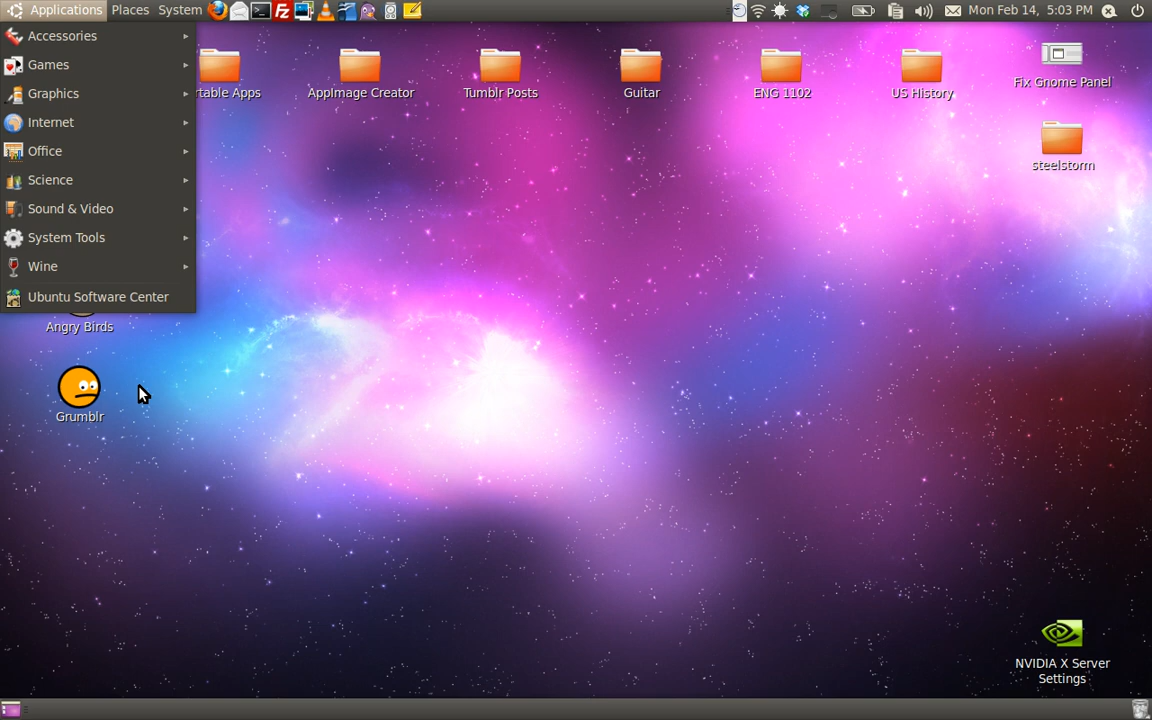 Applications Places System Mon Feb 14, 5:03 PM
Accessories
Games
Graphics
Internet
Office
Science
Sound & Video
System Tools
Wine
Ubuntu Software Center
Apps
AppImage Creator
Tumblr Posts
Guitar
ENG 1102
US History
Fix Gnome Panel
steelstorm
Angry Birds
Grumblr
NVIDIA X Server
Settings